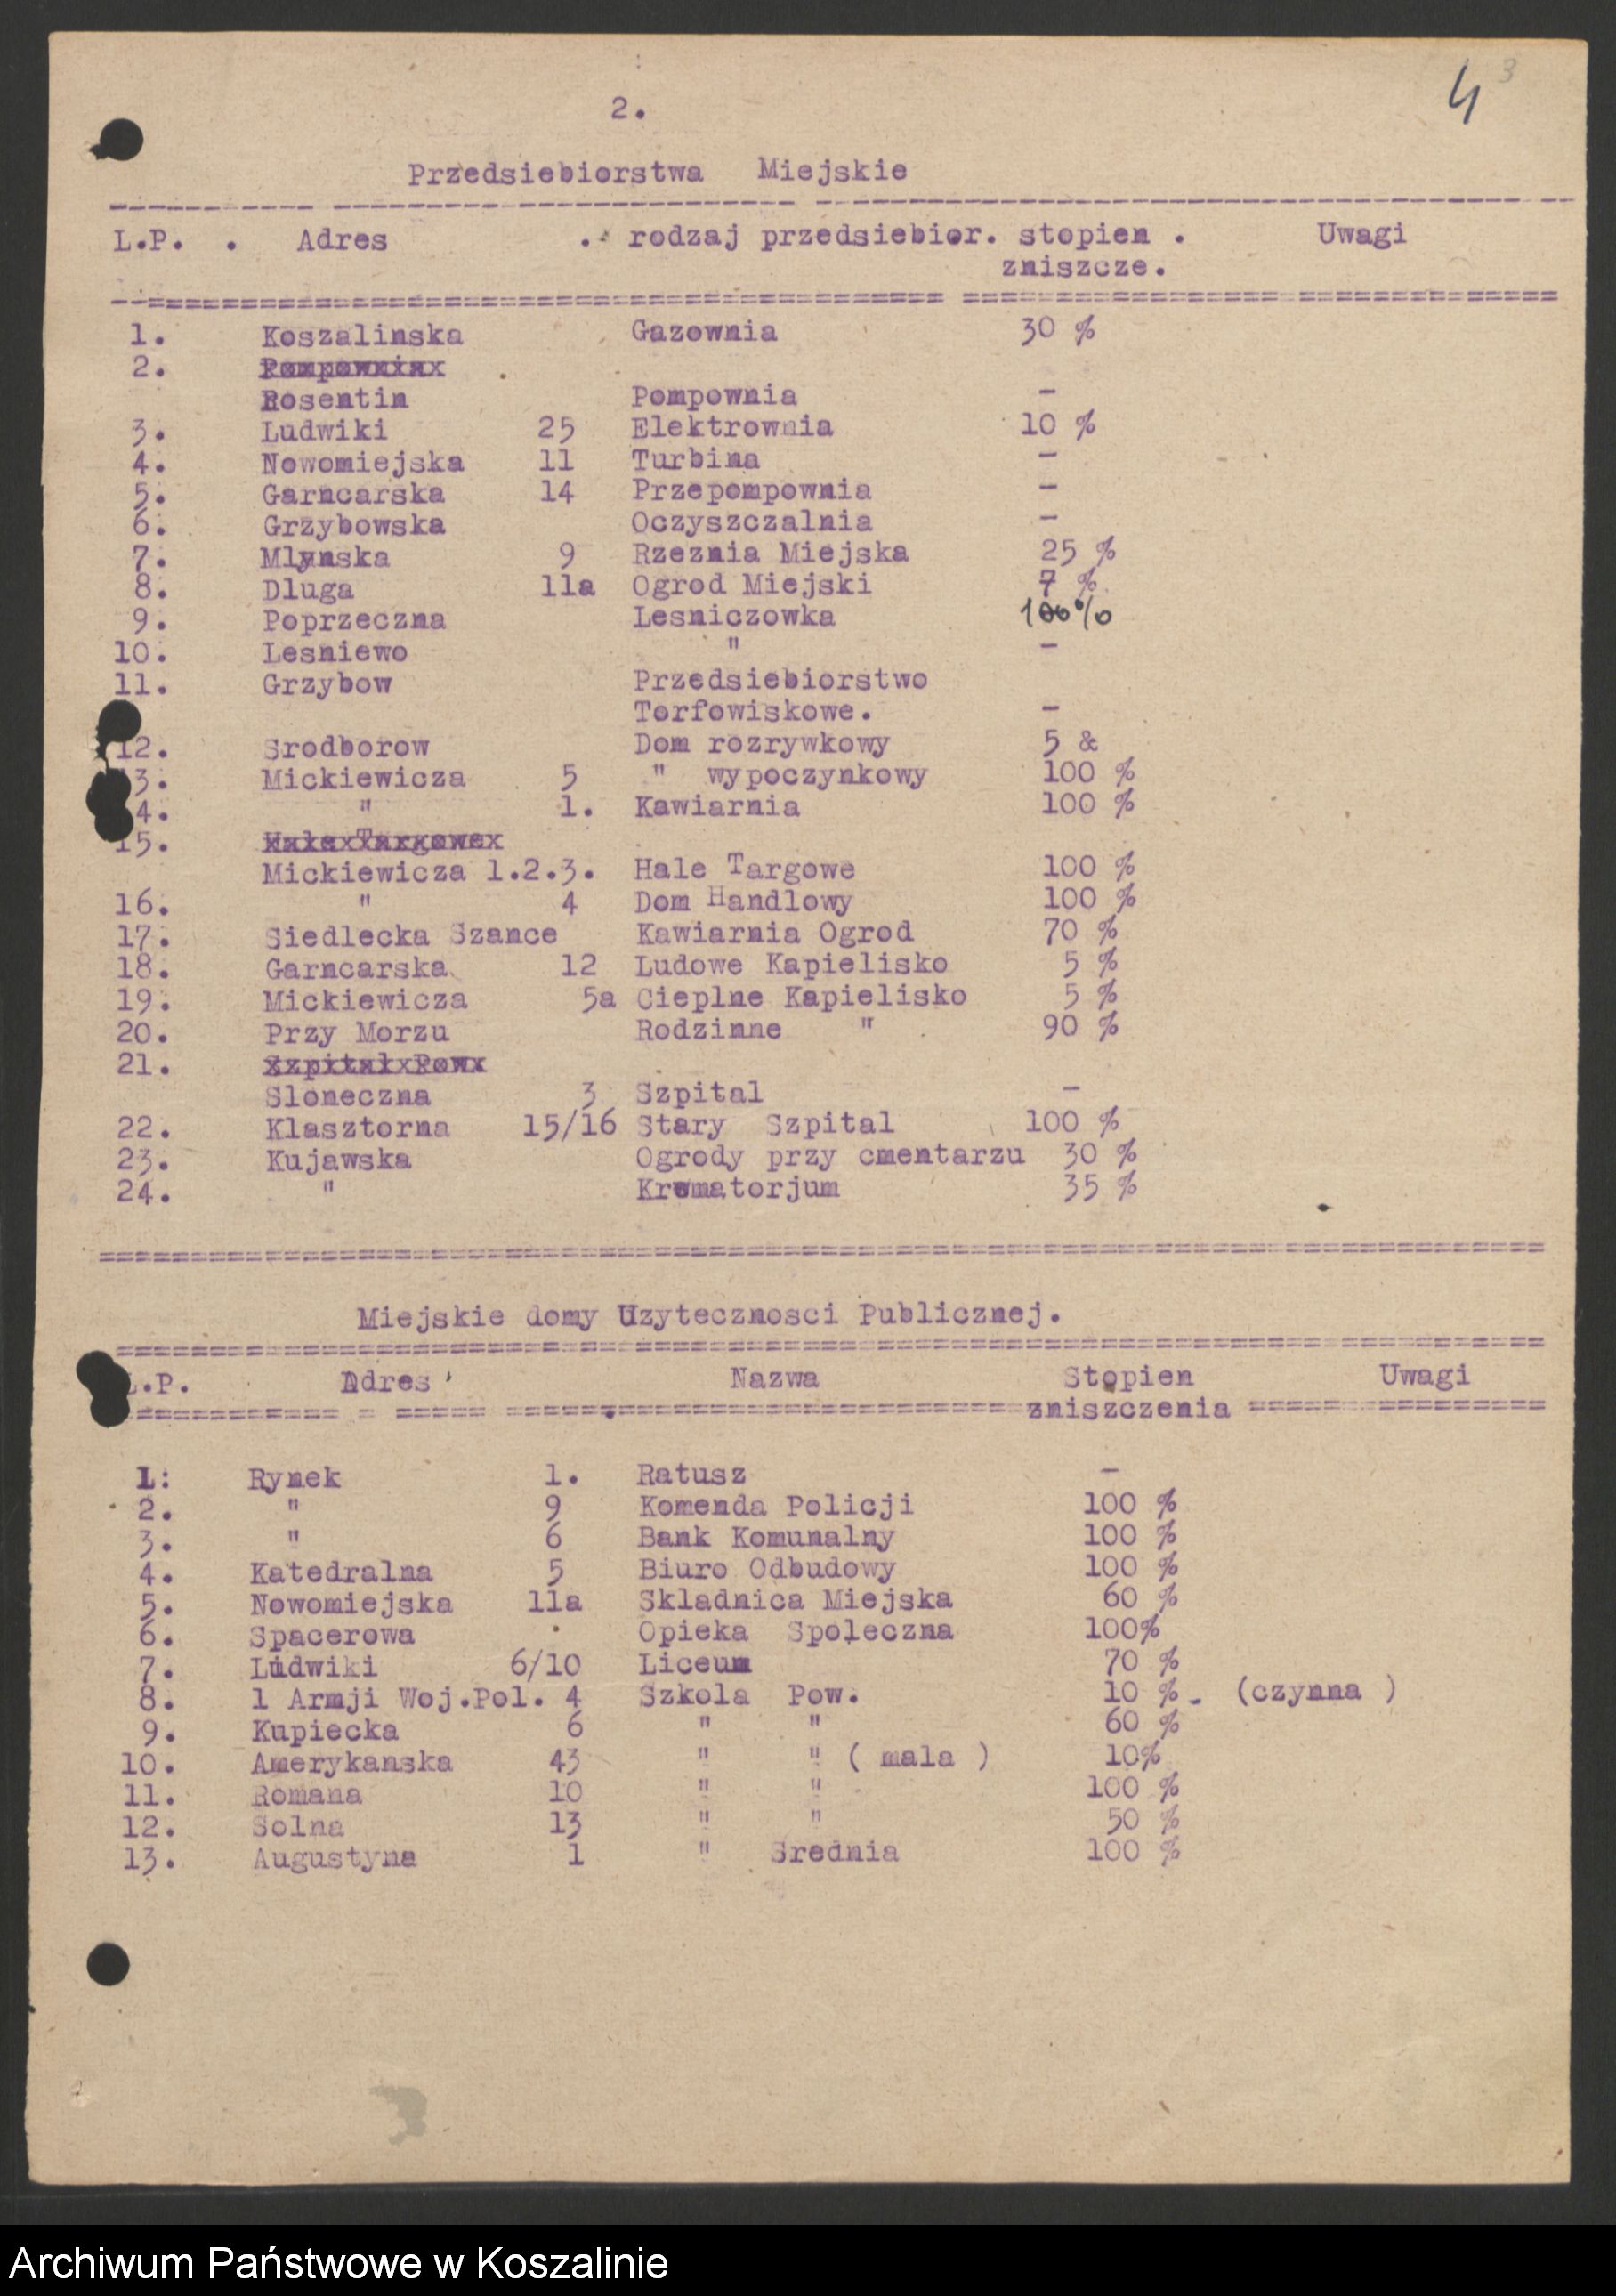 4 3
2.
Przedsiebiorstwa Miejskie
L.P. . Adres . rodzaj przedsiebior. stopien . Uwagi
zniszcze.
1. Koszalinska Gazownia 30 %
2. Pompownia
Rosentin Pompownia -
3. Ludwiki 25 Elektrownia 10 %
4. Nowomiejska 11 Turbina -
5. Garncarska 14 Przepompownia -
6. Grzybowska Oczyszczalnia -
7. Mlynska 9 Rzeznia Miejska 25 %
8. Dluga 11a Ogrod Miejski 7 %
9. Poprzeczna Lesniczowka 100%
10. Lesniewo " -
11. Grzybow Przedsiebiorstwo
Torfowiskowe. -
12. Srodborow Dom rozrywkowy 5 &
3. Mickiewicza 5 " wypoczynkowy 100 %
4. " 1. Kawiarnia 100 %
15. Hale Targowe
Mickiewicza 1.2.3. Hale Targowe 100 %
16. " 4 Dom Handlowy 100 %
17. Siedlecka Szance Kawiarnia Ogrod 70 %
18. Garncarska 12 Ludowe Kapielisko 5 %
19. Mickiewicza 5a Cieplne Kapielisko 5 %
20. Przy Morzu Rodzinne " 90 %
21. Szpital Pow
Sloneczna 3 Szpital -
22. Klasztorna 15/16 Stary Szpital 100 %
23. Kujawska Ogrody przy cmentarzu 30 %
24. " Krematorjum 35 %
Miejskie domy Uzytecznosci Publicznej.
L.P. Adres Nazwa Stopien Uwagi
zniszczenia
1: Rynek 1. Ratusz -
2. " 9 Komenda Policji 100 %
3. " 6 Bank Komunalny 100 %
4. Katedralna 5 Biuro Odbudowy 100 %
5. Nowomiejska 11a Skladnica Miejska 60 %
6. Spacerowa Opieka Spoleczna 100%
7. Ludwiki 6/10 Liceum 70 %
8. 1 Armji Woj.Pol. 4 Szkola Pow. 10 % - (czynna )
9. Kupiecka 6 " " 60 %
10. Amerykanska 43 " " ( mala ) 10%
11. Romana 10 " " 100 %
12. Solna 13 " " 50 %
13. Augustyna 1 " Srednia 100 %
3
Archiwum Państwowe w Koszalinie